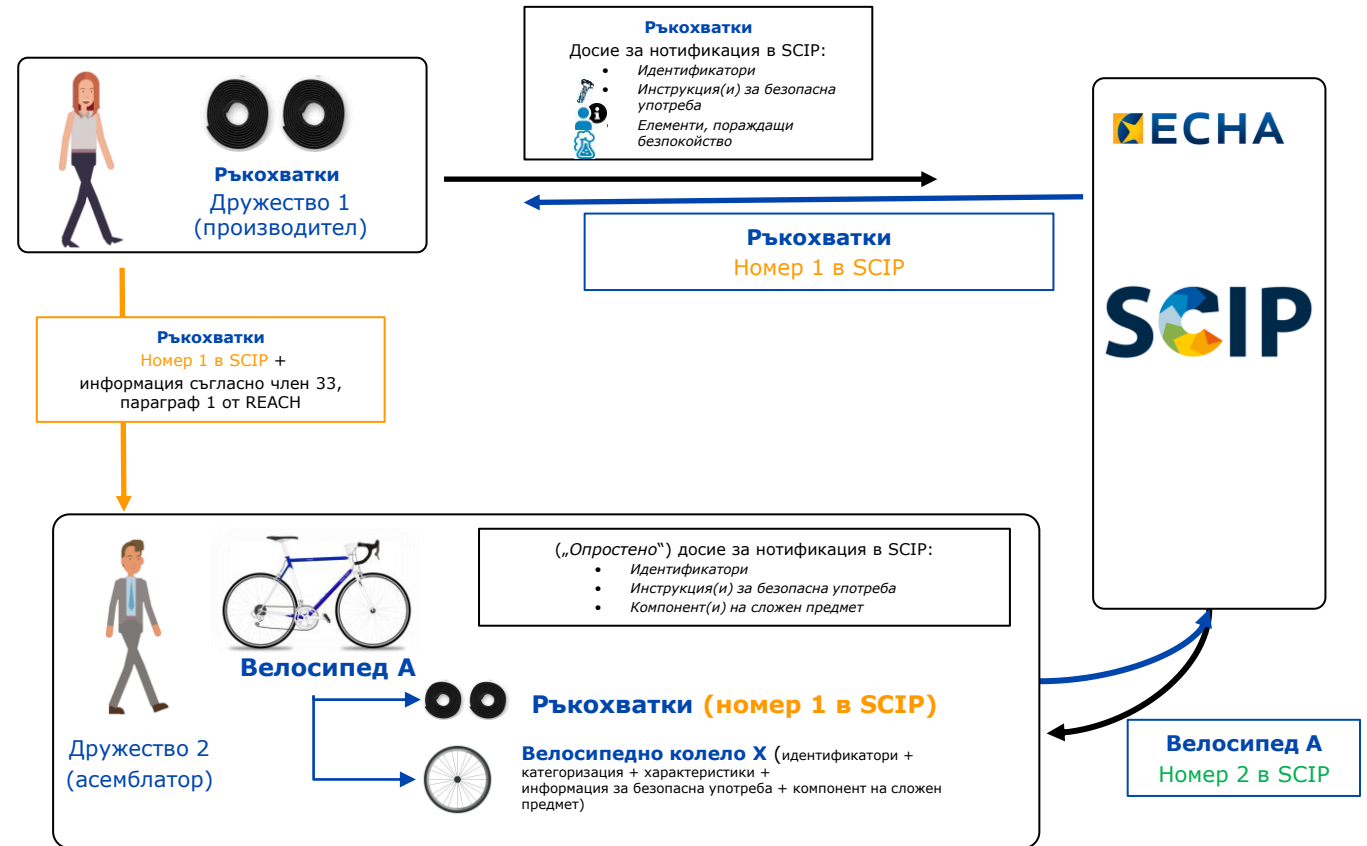 Ръкохватки
Досие за нотификация в SCIP:
• Идентификатори
• Инструкция(и) за безопасна
употреба
• Елементи, пораждащи
безпокойство
Ръкохватки
Дружество 1
(производител)
ECHA
SCIP
Ръкохватки
Номер 1 в SCIP
Ръкохватки
Номер 1 в SCIP +
информация съгласно член 33,
параграф 1 от REACH
(„Опростено“) досие за нотификация в SCIP:
• Идентификатори
• Инструкция(и) за безопасна употреба
• Компонент(и) на сложен предмет
Велосипед А
Ръкохватки (номер 1 в SCIP)
Дружество 2
(асемблатор)
Велосипедно колело X (идентификатори +
категоризация + характеристики +
информация за безопасна употреба + компонент на сложен
предмет)
Велосипед А
Номер 2 в SCIP